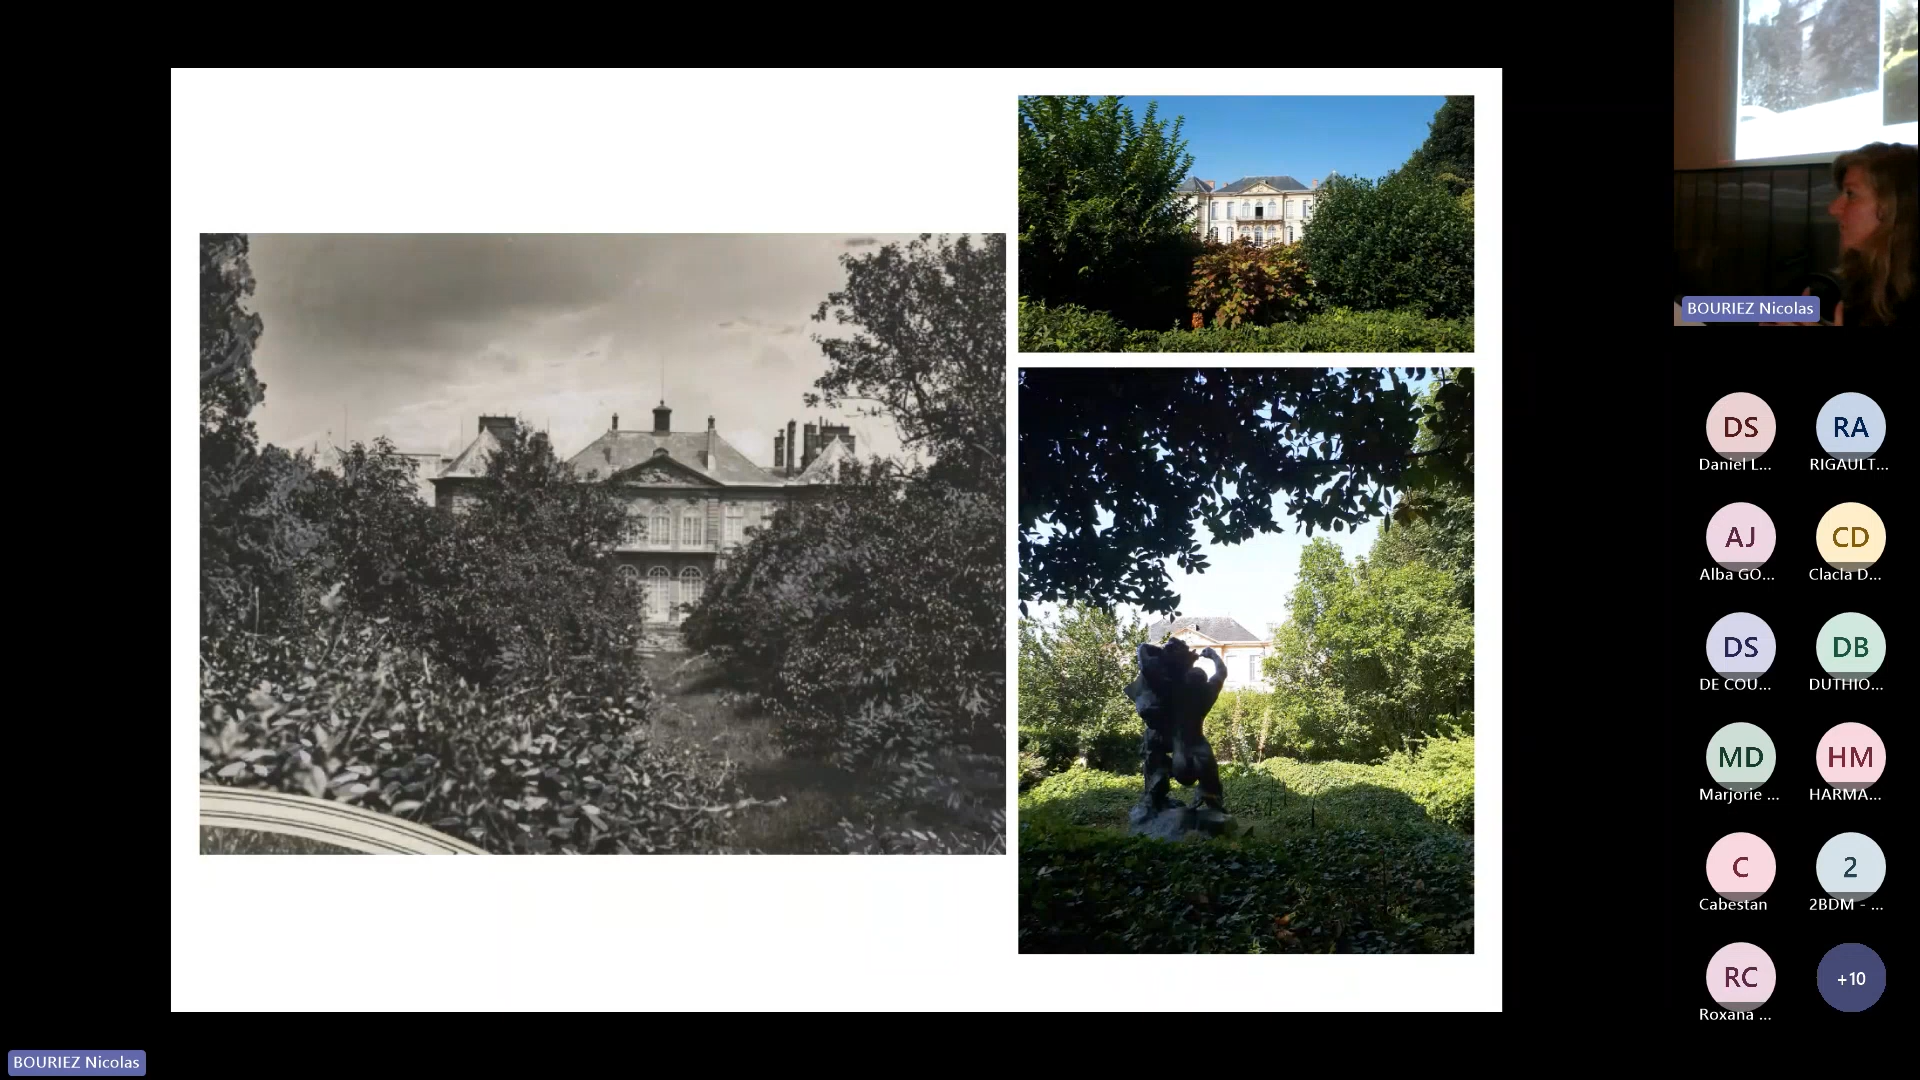 BOURIEZ Nicolas
DS
RA
Daniel L...
RIGAULT...
AJ
CD
Alba GO...
Clacla D...
DS
DB
DE COU...
DUTHIO...
MD
HM
Marjorie ...
HARMA...
C
2
Cabestan
2BDM - ...
RC
+10
Roxana ...
BOURIEZ Nicolas